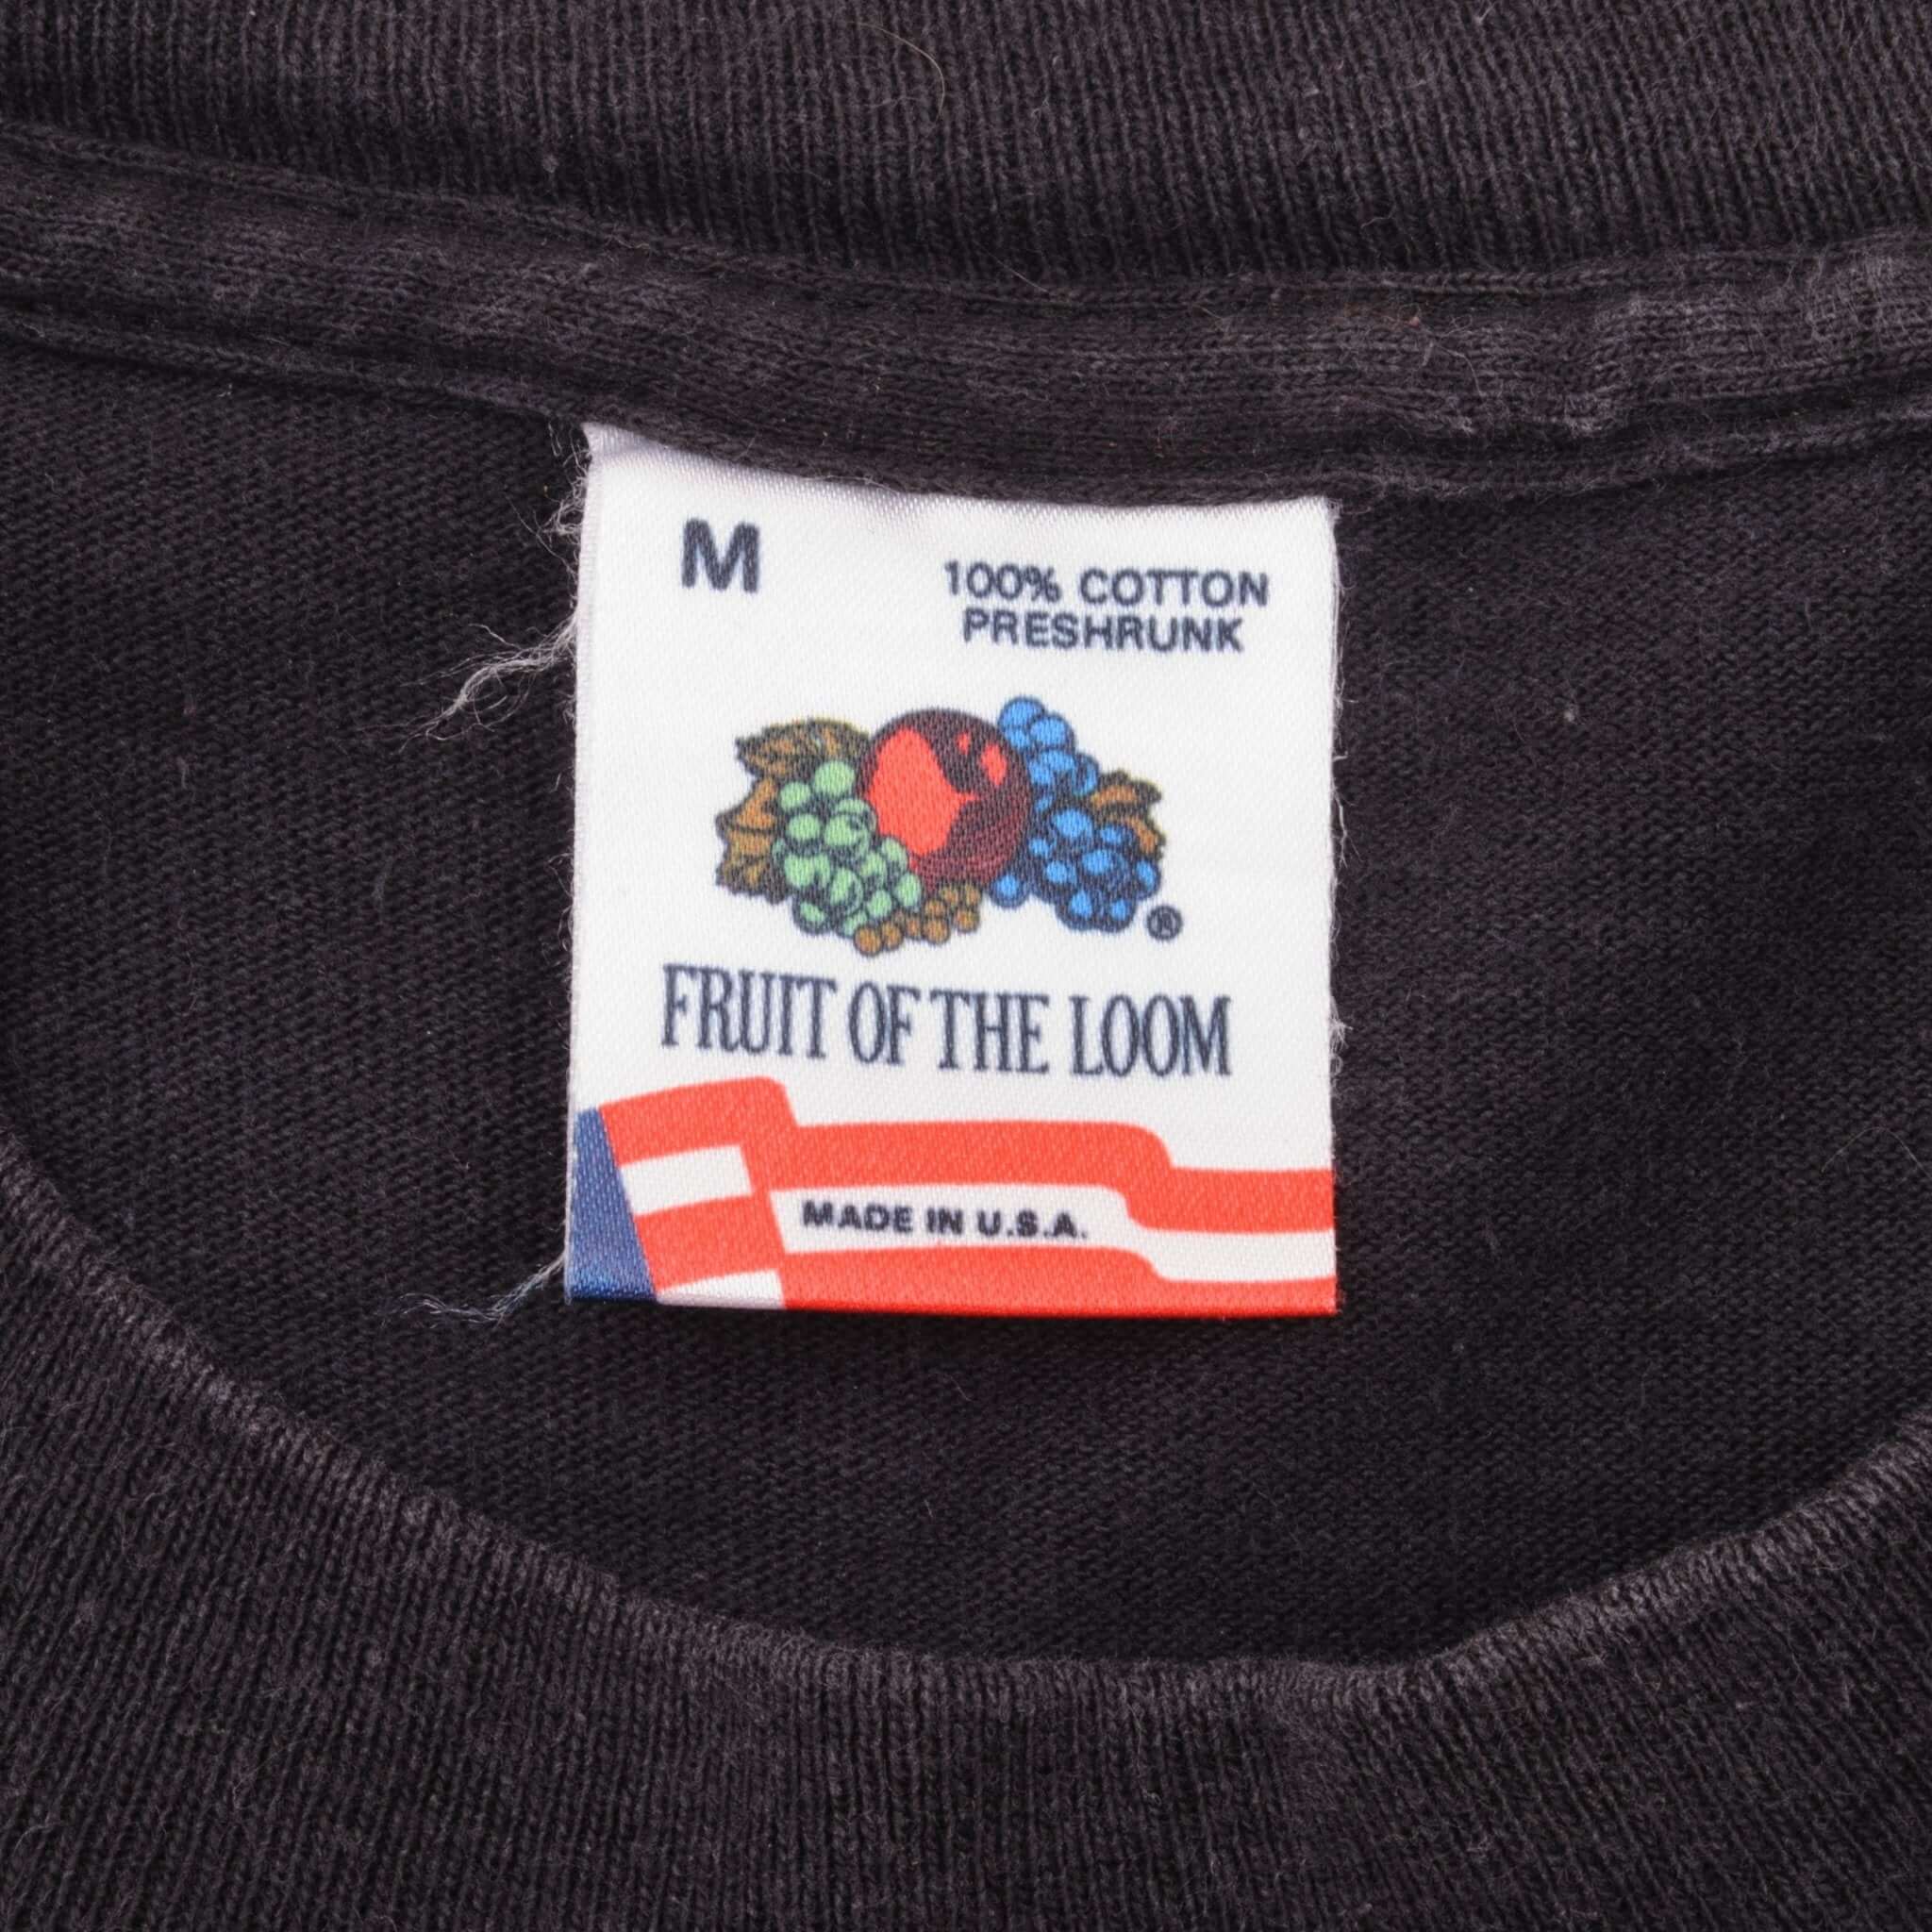 M
100% COTTON
PRESHRUNK
®
FRUIT OF THE LOOM
MADE IN U.S.A.